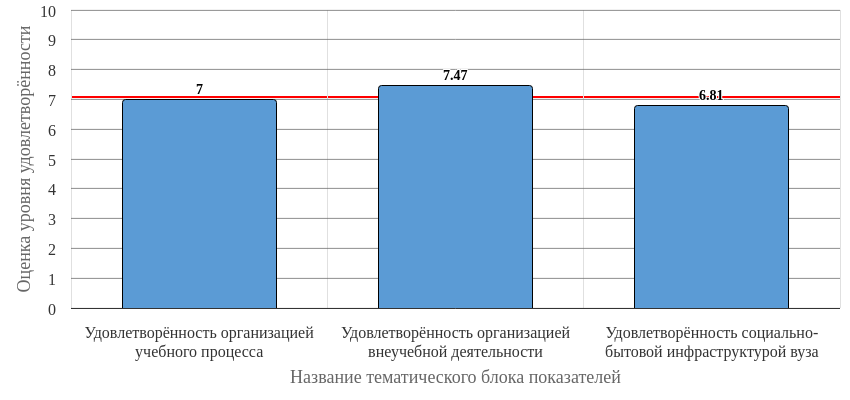 Оценка уровня удовлетворённости
10
9
8
7
6
5
4
3
2
1
0
7
7.47
6.81
Удовлетворённость организацией
учебного процесса
Удовлетворённость организацией
внеучебной деятельности
Удовлетворённость социально-
бытовой инфраструктурой вуза
Название тематического блока показателей